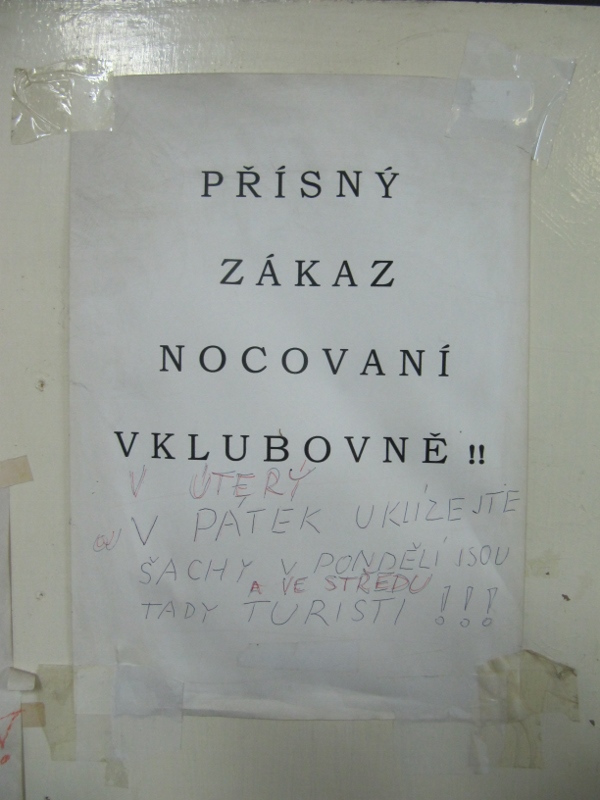 PŘÍSNÝ
ZÁKAZ
NOCOVANÍ
VKLUBOVNĚ !!
V ÚTERÝ
V PÁTEK UKLÍZEJTE
ŠACHY V PONDĚLÍ JSOU
A VE STŘEDU
TADY TURISTI !!!